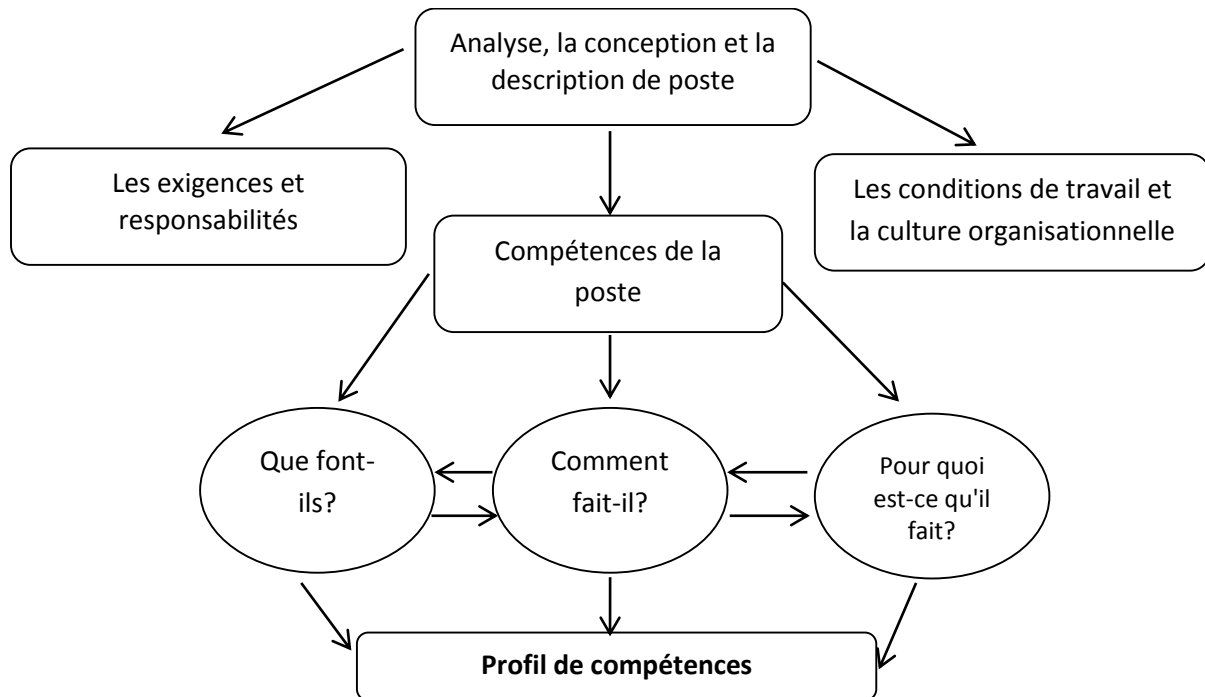 Analyse, la conception et la
description de poste
Les exigences et
responsabilités
Les conditions de travail et
la culture organisationnelle
Compétences de la
poste
Que font-
ils?
Comment
fait-il?
Pour quoi
est-ce qu'il
fait?
Profil de compétences